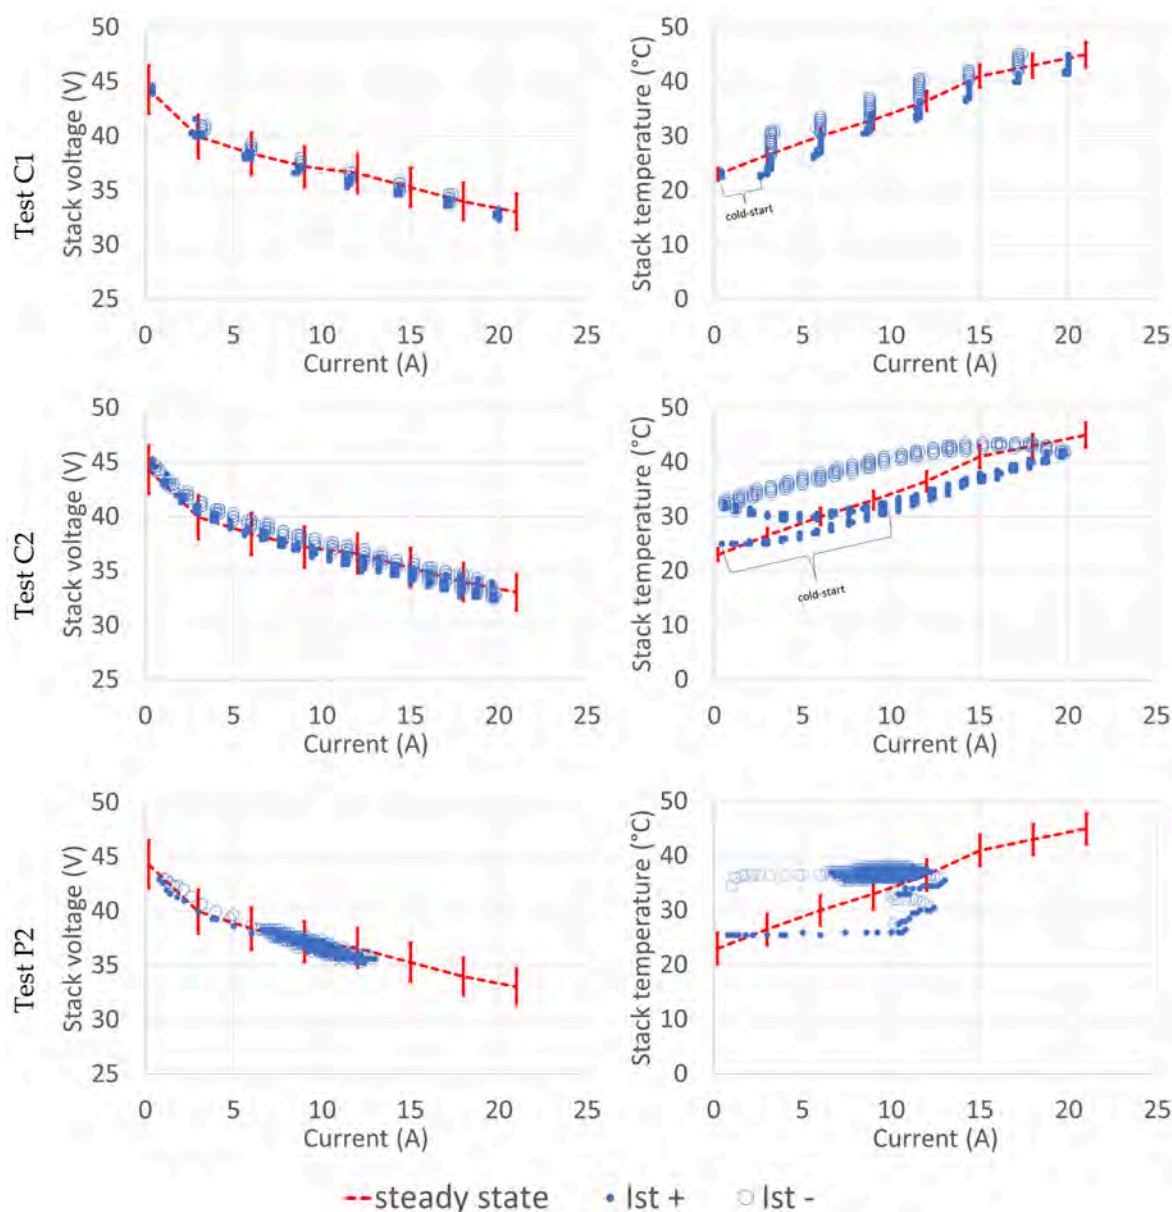 Test C1
Stack voltage (V)
50
45
40
35
30
25
0 5 10 15 20 25
Current (A)
Stack temperature (°C)
50
40
30
20
10
0
cold-start
0 5 10 15 20 25
Current (A)
Test C2
Stack voltage (V)
50
45
40
35
30
25
0 5 10 15 20 25
Current (A)
Stack temperature (°C)
50
40
30
20
10
0
cold-start
0 5 10 15 20 25
Current (A)
Test P2
Stack voltage (V)
50
45
40
35
30
25
0 5 10 15 20 25
Current (A)
Stack temperature (°C)
50
40
30
20
10
0
0 5 10 15 20 25
Current (A)
steady state Ist + Ist -